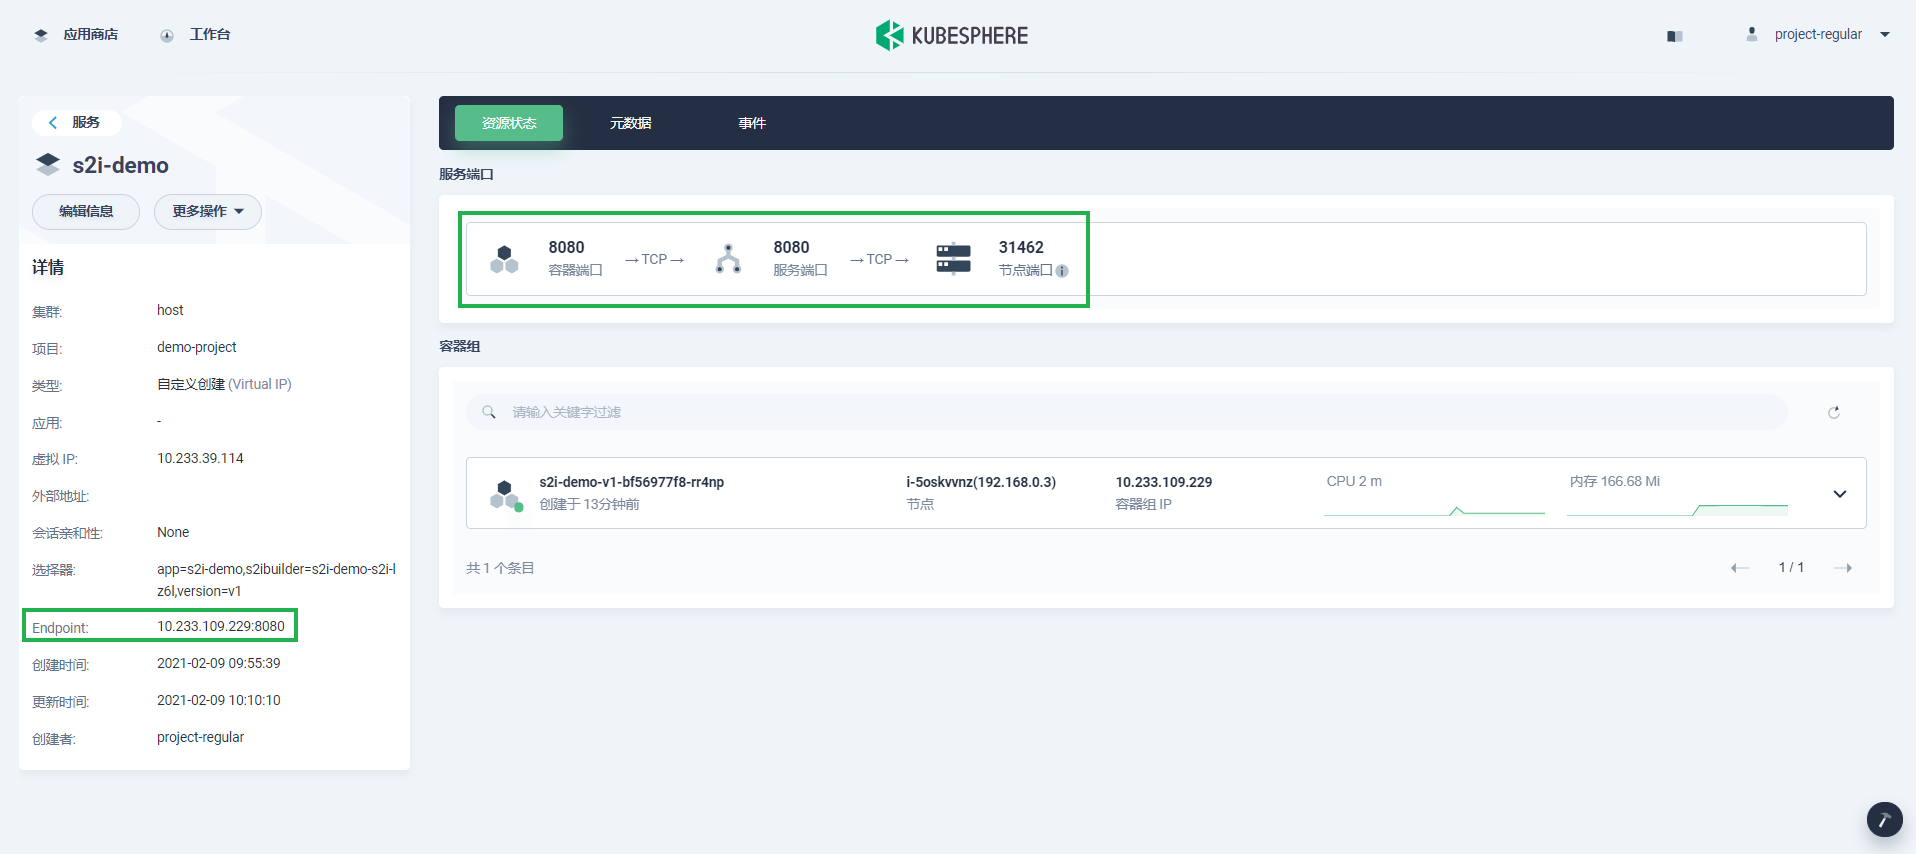 应用商店
工作台
KUBESPHERE
project-regular
服务
s2i-demo
编辑信息
更多操作
详情
集群: host
项目: demo-project
类型: 自定义创建 (Virtual IP)
应用: -
虚拟 IP: 10.233.39.114
外部地址:
会话亲和性: None
选择器: app=s2i-demo,s2ibuilder=s2i-demo-s2i-l
z6l,version=v1
Endpoint: 10.233.109.229:8080
创建时间: 2021-02-09 09:55:39
更新时间: 2021-02-09 10:10:10
创建者: project-regular
资源状态
元数据
事件
服务端口
8080
容器端口
→TCP→
8080
服务端口
→TCP→
31462
节点端口
容器组
请输入关键字过滤
s2i-demo-v1-bf56977f8-rr4np
创建于 13分钟前
i-5oskvvnz(192.168.0.3)
节点
10.233.109.229
容器组 IP
CPU 2 m
内存 166.68 Mi
共 1 个条目
1 / 1